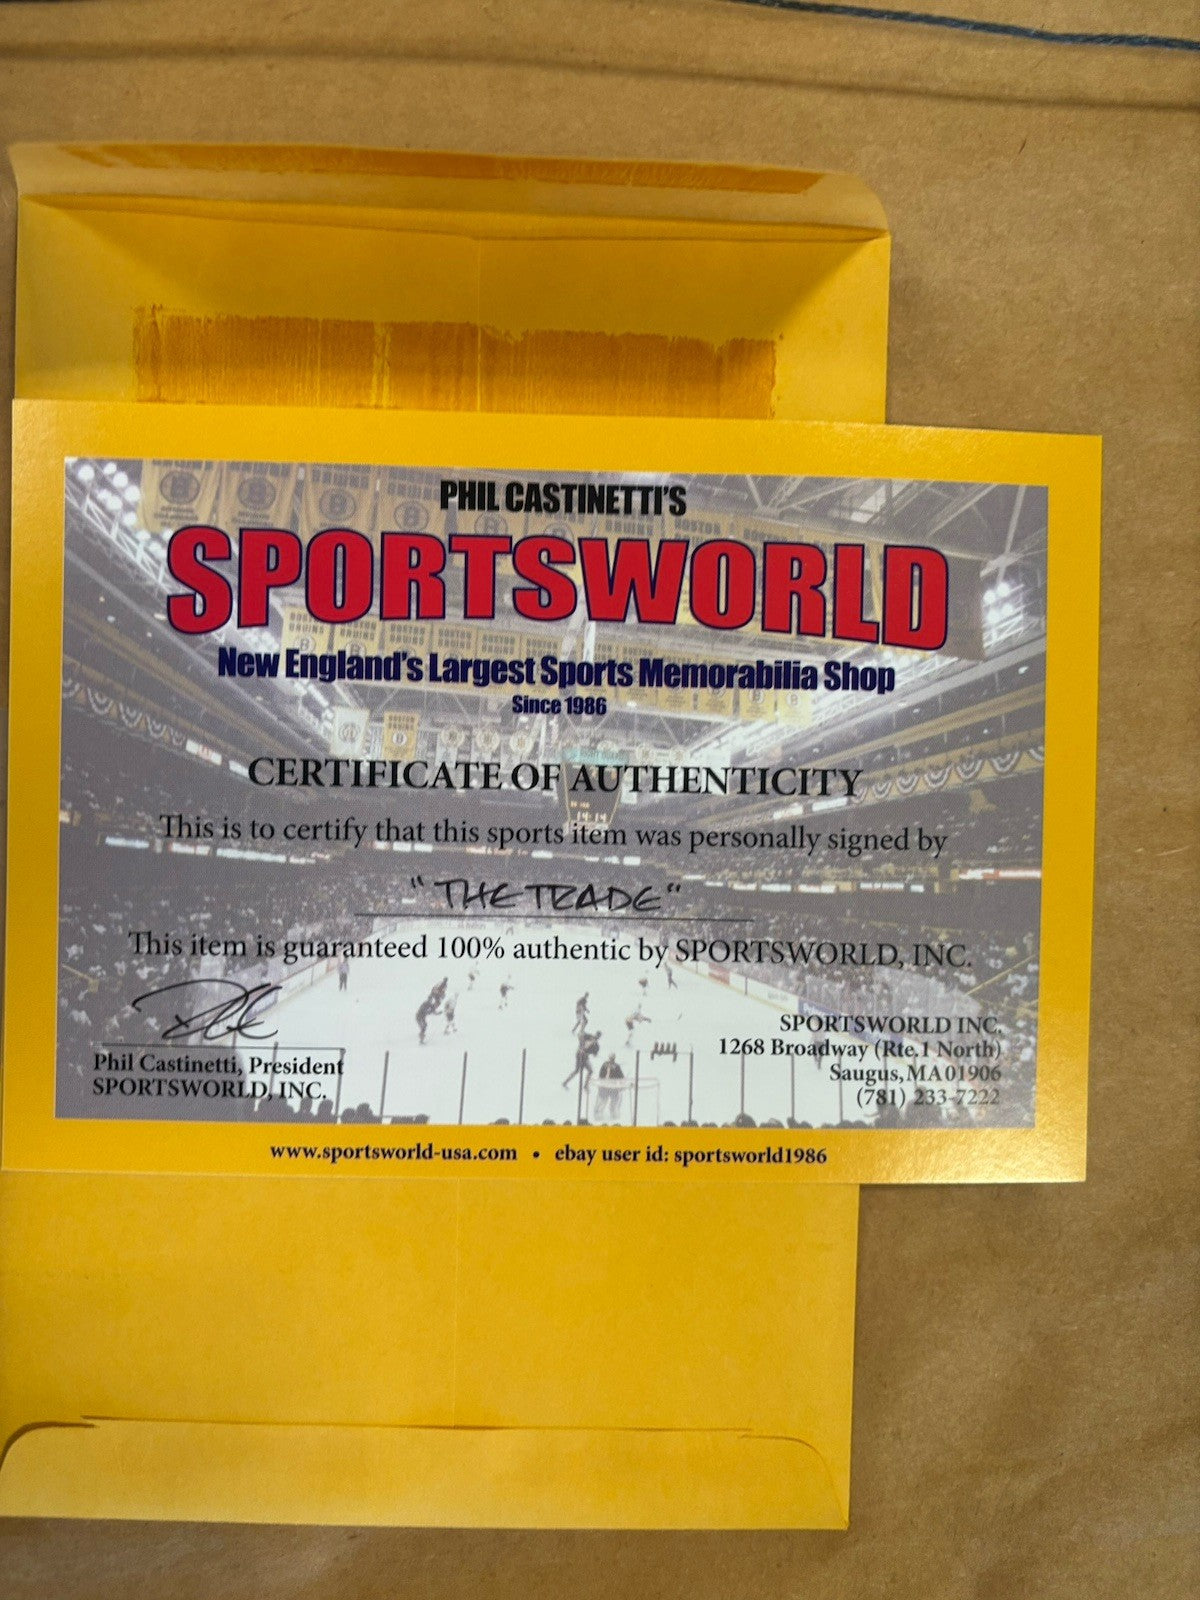 PHIL CASTINETTI'S
SPORTSWORLD
New England's Largest Sports Memorabilia Shop
Since 1986
CERTIFICATE OF AUTHENTICITY
This is to certify that this sports item was personally signed by
"THE TRADE"
This item is guaranteed 100% authentic by SPORTSWORLD, INC.
Phil Castinetti, President
SPORTSWORLD, INC.
SPORTSWORLD INC.
1268 Broadway (Rte.1 North)
Saugus, MA 01906
(781) 233-7222
www.sportsworld-usa.com • ebay user id: sportsworld1986